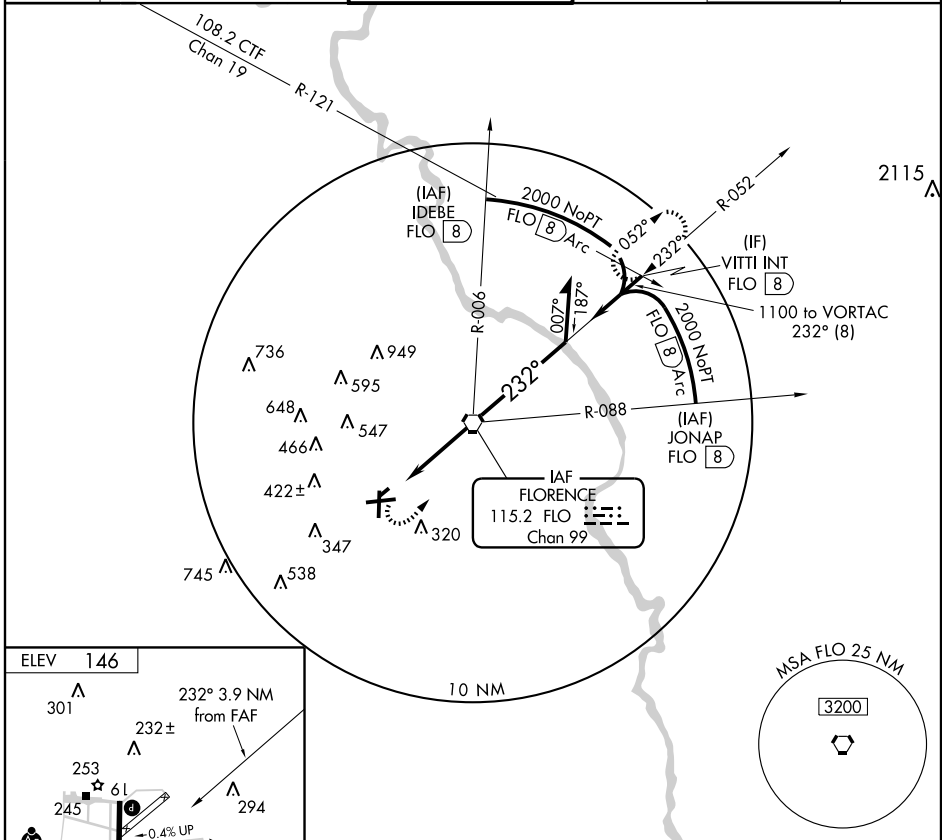 108.2 CTF
Chan 19
R-121
2115
R-052
(IAF)
IDEBE
FLO 8
2000 NoPT
FLO 8 Arc
052°
232°
(IF)
VITTI INT
FLO 8
1100 to VORTAC
232° (8)
R-006
007°
187°
2000 NoPT
FLO 8 Arc
736
949
595
232°
648
547
R-088
(IAF)
JONAP
FLO 8
466
422±
IAF
FLORENCE
115.2 FLO
Chan 99
320
347
745
538
10 NM
MSA FLO 25 NM
3200
ELEV 146
301
232° 3.9 NM
from FAF
232±
253
245
19
P
294
0.4% UP